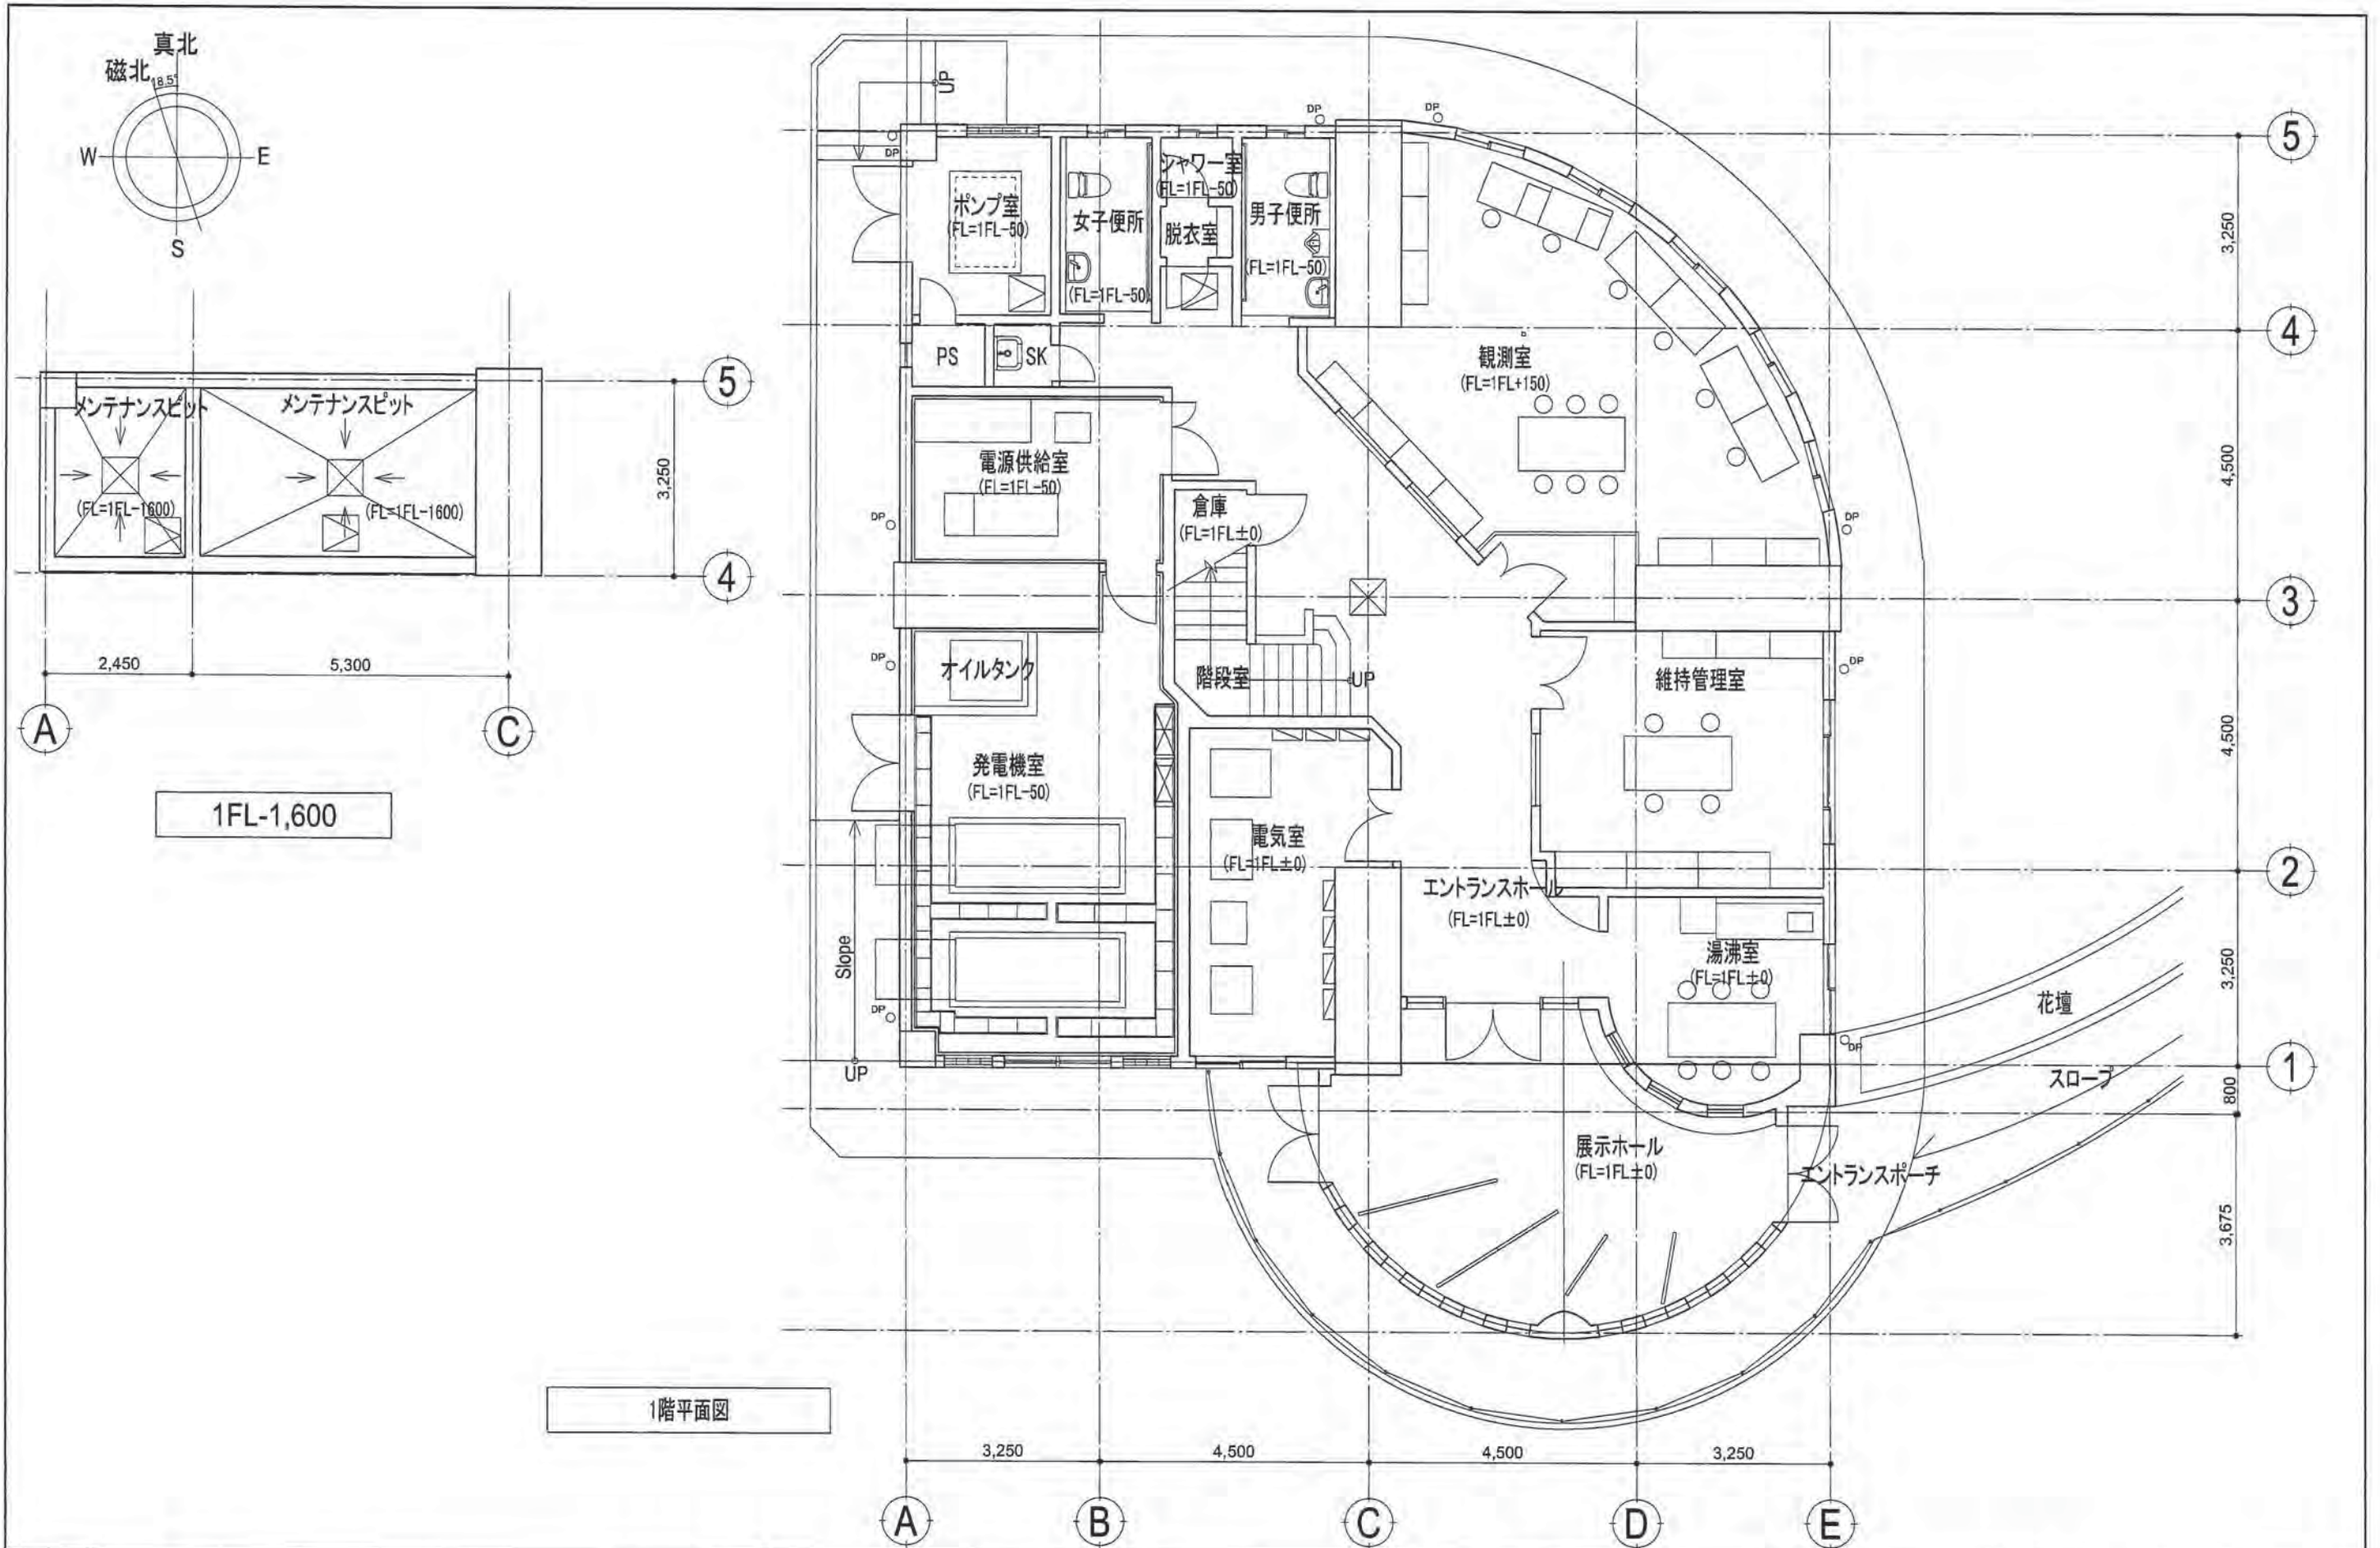 真北
磁北
18.5°
W
E
S
メンテナンスピット
メンテナンスピット
(FL=1FL-1600)
(FL=1FL-1600)
5
3,250
4
2,450
5,300
A
C
1FL-1,600
UP
DP
DP
DP
5
ポンプ室
(FL=1FL-50)
女子便所
(FL=1FL-50)
シャワー室
(FL=1FL-50)
脱衣室
男子便所
(FL=1FL-50)
3,250
PS
SK
観測室
(FL=1FL+150)
4
電源供給室
(FL=1FL-50)
倉庫
(FL=1FL±0)
DP
DP
4,500
3
オイルタンク
DP
階段室
UP
維持管理室
DP
4,500
発電機室
(FL=1FL-50)
電気室
(FL=1FL±0)
エントランスホール
(FL=1FL±0)
2
Slope
湯沸室
(FL=1FL±0)
3,250
DP
花壇
DP
UP
スロープ
1
800
展示ホール
(FL=1FL±0)
エントランスポーチ
3,675
1階平面図
3,250
4,500
4,500
3,250
A
B
C
D
E